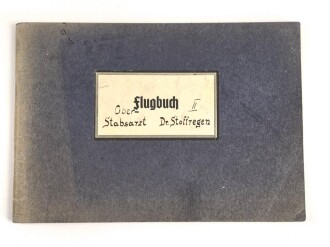 Flugbuch II
Ober-
Stabsarzt Dr. Stoffregen